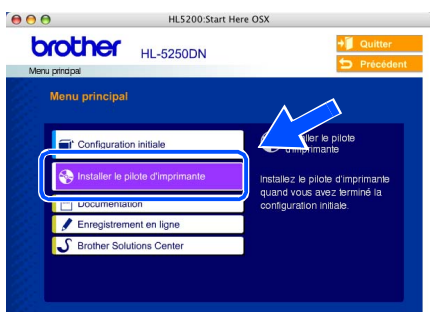 HL5200:Start Here OSX
brother HL-5250DN
Quitter
Précédent
Menu principal
Menu principal
Configuration initiale
Installer le pilote d'imprimante
Documentation
Enregistrement en ligne
Brother Solutions Center
le pilote
d'imprimante
Installez le pilote d'imprimante
quand vous avez terminé la
configuration initiale.